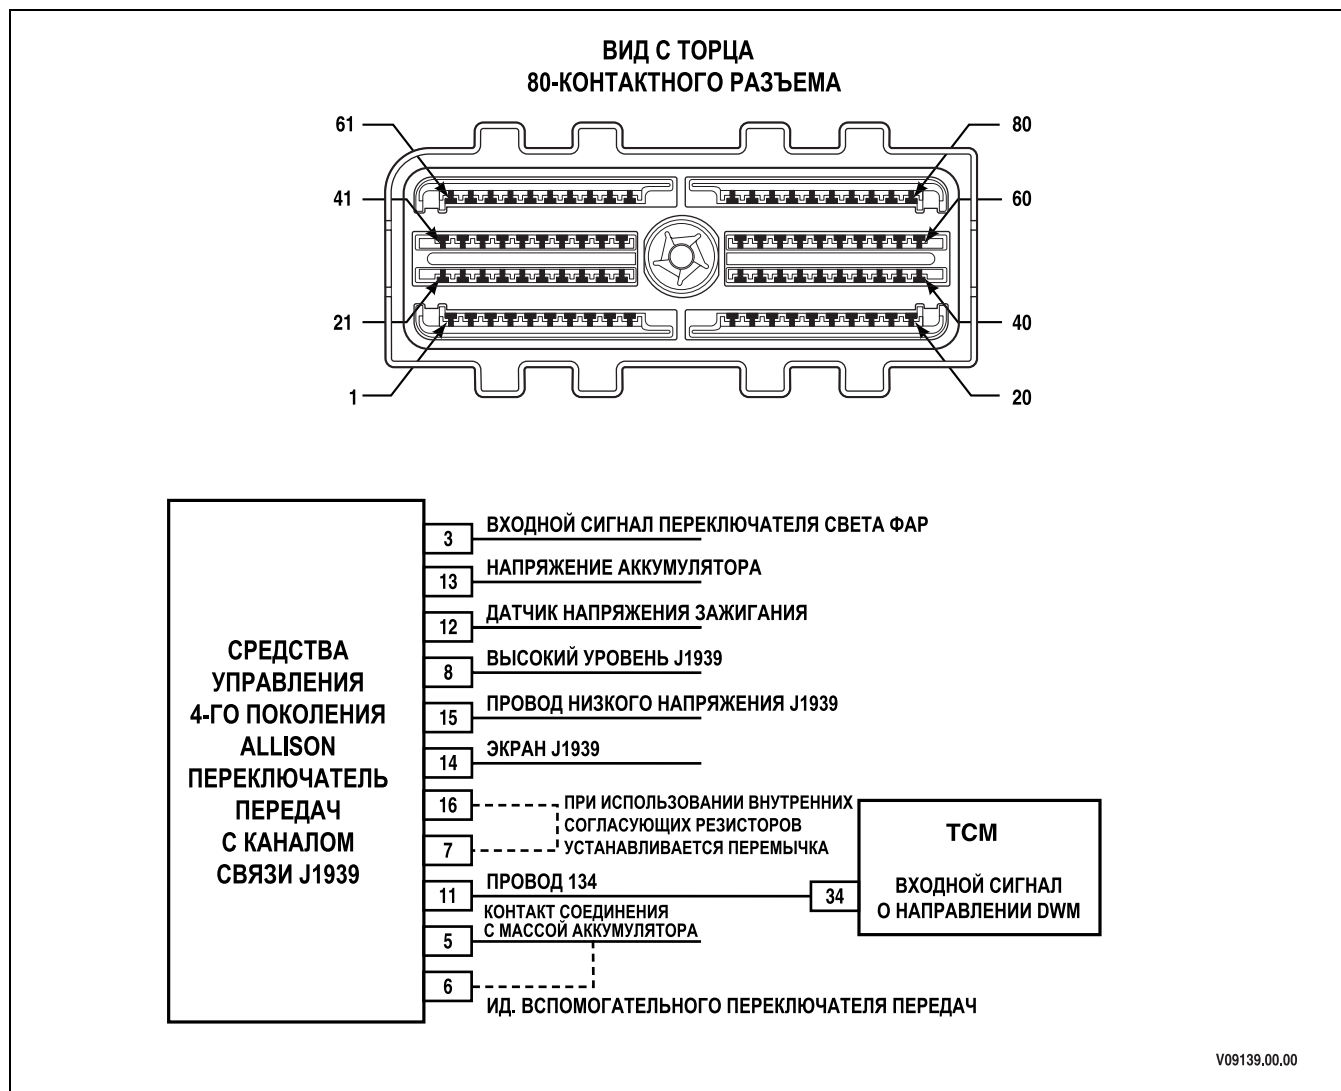 ВИД С ТОРЦА
80-КОНТАКТНОГО РАЗЪЕМА
61
80
41
60
21
40
1
20
СРЕДСТВА
УПРАВЛЕНИЯ
4-ГО ПОКОЛЕНИЯ
ALLISON
ПЕРЕКЛЮЧАТЕЛЬ
ПЕРЕДАЧ
С КАНАЛОМ
СВЯЗИ J1939
3
ВХОДНОЙ СИГНАЛ ПЕРЕКЛЮЧАТЕЛЯ СВЕТА ФАР
13
НАПРЯЖЕНИЕ АККУМУЛЯТОРА
12
ДАТЧИК НАПРЯЖЕНИЯ ЗАЖИГАНИЯ
8
ВЫСОКИЙ УРОВЕНЬ J1939
15
ПРОВОД НИЗКОГО НАПРЯЖЕНИЯ J1939
14
ЭКРАН J1939
16
7
ПРИ ИСПОЛЬЗОВАНИИ ВНУТРЕННИХ
СОГЛАСУЮЩИХ РЕЗИСТОРОВ
УСТАНАВЛИВАЕТСЯ ПЕРЕМЫЧКА
11
ПРОВОД 134
34
TCM
ВХОДНОЙ СИГНАЛ
О НАПРАВЛЕНИИ DWM
5
КОНТАКТ СОЕДИНЕНИЯ
С МАССОЙ АККУМУЛЯТОРА
6
ИД. ВСПОМОГАТЕЛЬНОГО ПЕРЕКЛЮЧАТЕЛЯ ПЕРЕДАЧ
V09139.00.00